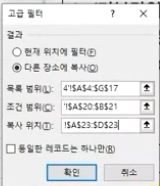 고급 필터
결과
현재 위치에 필터(F)
다른 장소에 복사(O)
목록 범위(L): 4'!$A$4:$G$17
조건 범위(C): '!$A$20:$B$21
복사 위치(T): !$A$23:$D$23
동일한 레코드는 하나만(R)
확인 취소